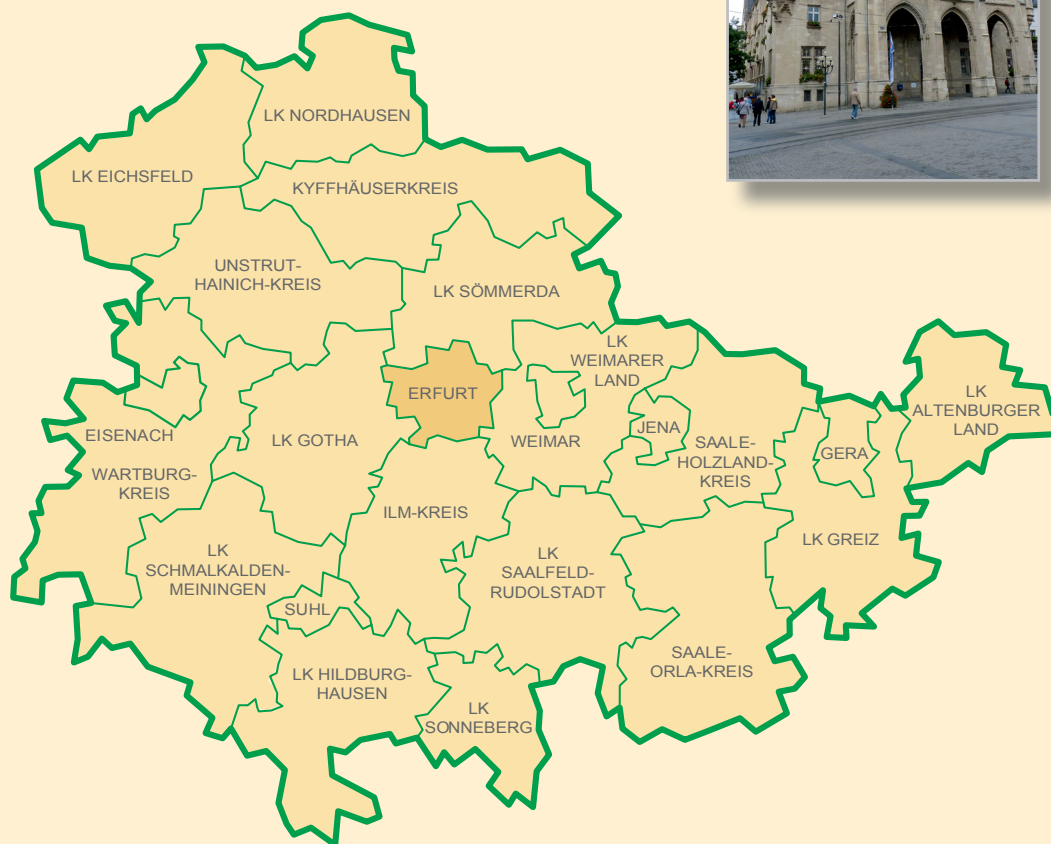 LK NORDHAUSEN
LK EICHSFELD
KYFFHÄUSERKREIS
UNSTRUT-
HAINICH-KREIS
LK SÖMMERDA
LK
WEIMARER
LAND
LK
ALTENBURGER
LAND
ERFURT
EISENACH
LK GOTHA
WEIMAR
JENA
SAALE-
HOLZLAND-
KREIS
GERA
WARTBURG-
KREIS
ILM-KREIS
LK GREIZ
LK
SCHMALKALDEN-
MEININGEN
LK
SAALFELD-
RUDOLSTADT
SUHL
SAALE-
ORLA-KREIS
LK HILDBURG-
HAUSEN
LK
SONNEBERG